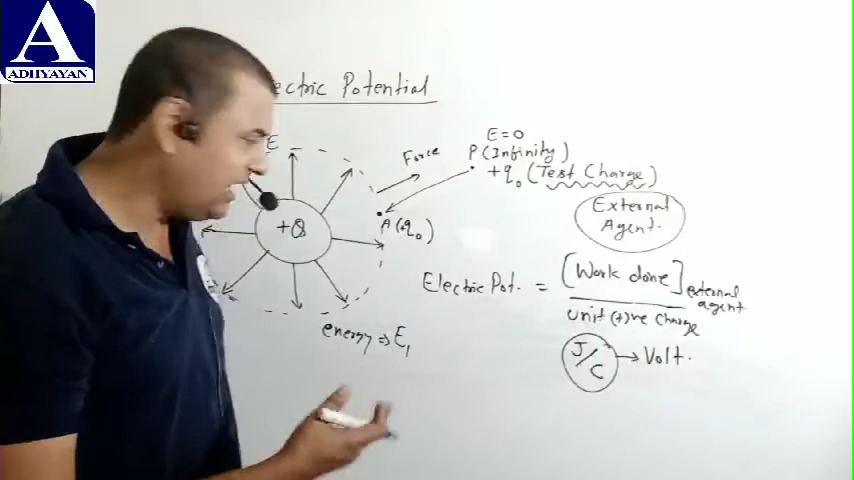 A
ADHYAYAN
ectric Potential
E
Force
E = 0
P (Infinity)
+q₀ (Test Charge)
External
Agent.
+Q
A (+q₀)
Electric Pot. = [Work done] external agent
unit (+)ve charge
J/C → Volt.
energy ⇒ E₁